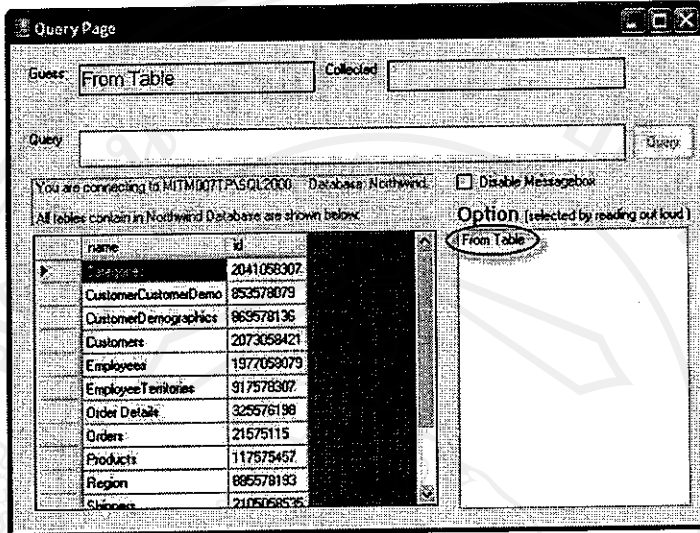 Query Page
Guess: From Table Collected
Query Query
You are connecting to MITM007TP\SQL2000 Database: Northwind.
All tables contain in Northwind Database are shown below:
Disable Messagebox
Option (selected by reading out loud)
From Table
name id
Categories 2041058307
CustomerCustomerDemo 853578079
CustomerDemographics 869578136
Customers 2073058421
Employees 1977058079
EmployeeTerritories 917578307
Order Details 325576198
Orders 21575115
Products 117575457
Region 885578193
Shippers 2105058535